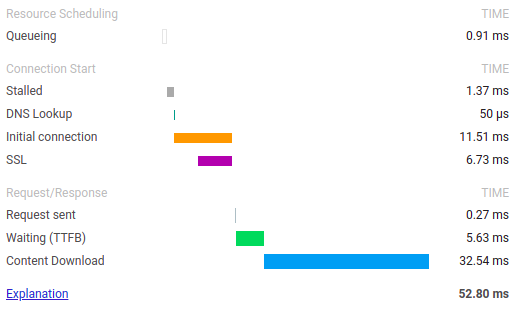 Resource Scheduling TIME
Queueing 0.91 ms
Connection Start TIME
Stalled 1.37 ms
DNS Lookup 50 µs
Initial connection 11.51 ms
SSL 6.73 ms
Request/Response TIME
Request sent 0.27 ms
Waiting (TTFB) 5.63 ms
Content Download 32.54 ms
Explanation 52.80 ms